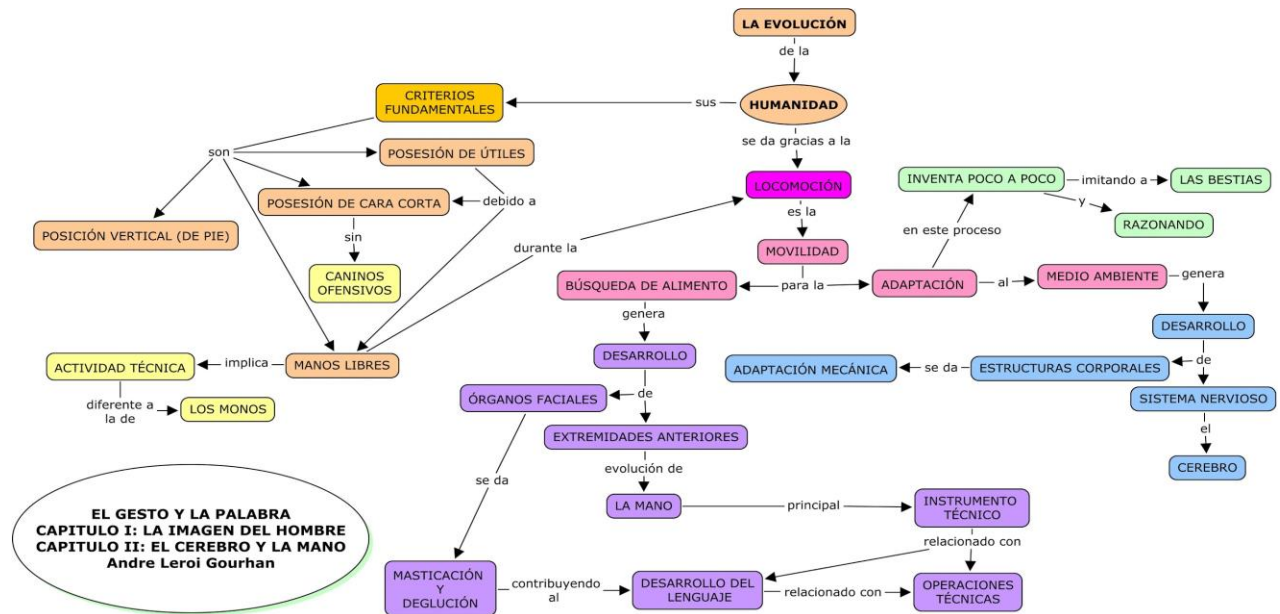 LA EVOLUCIÓN
de la
HUMANIDAD
sus
CRITERIOS
FUNDAMENTALES
son
POSESIÓN DE ÚTILES
debido a
POSESIÓN DE CARA CORTA
POSICIÓN VERTICAL (DE PIE)
sin
CANINOS
OFENSIVOS
MANOS LIBRES
implica
ACTIVIDAD TÉCNICA
diferente a
la de
LOS MONOS
durante la
se da gracias a la
LOCOMOCIÓN
es la
MOVILIDAD
para la
BÚSQUEDA DE ALIMENTO
ADAPTACIÓN
en este proceso
INVENTA POCO A POCO
imitando a
LAS BESTIAS
y
RAZONANDO
al
MEDIO AMBIENTE
genera
DESARROLLO
de
ESTRUCTURAS CORPORALES
se da
ADAPTACIÓN MECÁNICA
SISTEMA NERVIOSO
el
CEREBRO
genera
DESARROLLO
de
ÓRGANOS FACIALES
EXTREMIDADES ANTERIORES
evolución de
LA MANO
principal
INSTRUMENTO
TÉCNICO
relacionado con
se da
MASTICACIÓN
Y
DEGLUCIÓN
contribuyendo
al
DESARROLLO DEL
LENGUAJE
relacionado con
OPERACIONES
TÉCNICAS
EL GESTO Y LA PALABRA
CAPITULO I: LA IMAGEN DEL HOMBRE
CAPITULO II: EL CEREBRO Y LA MANO
Andre Leroi Gourhan